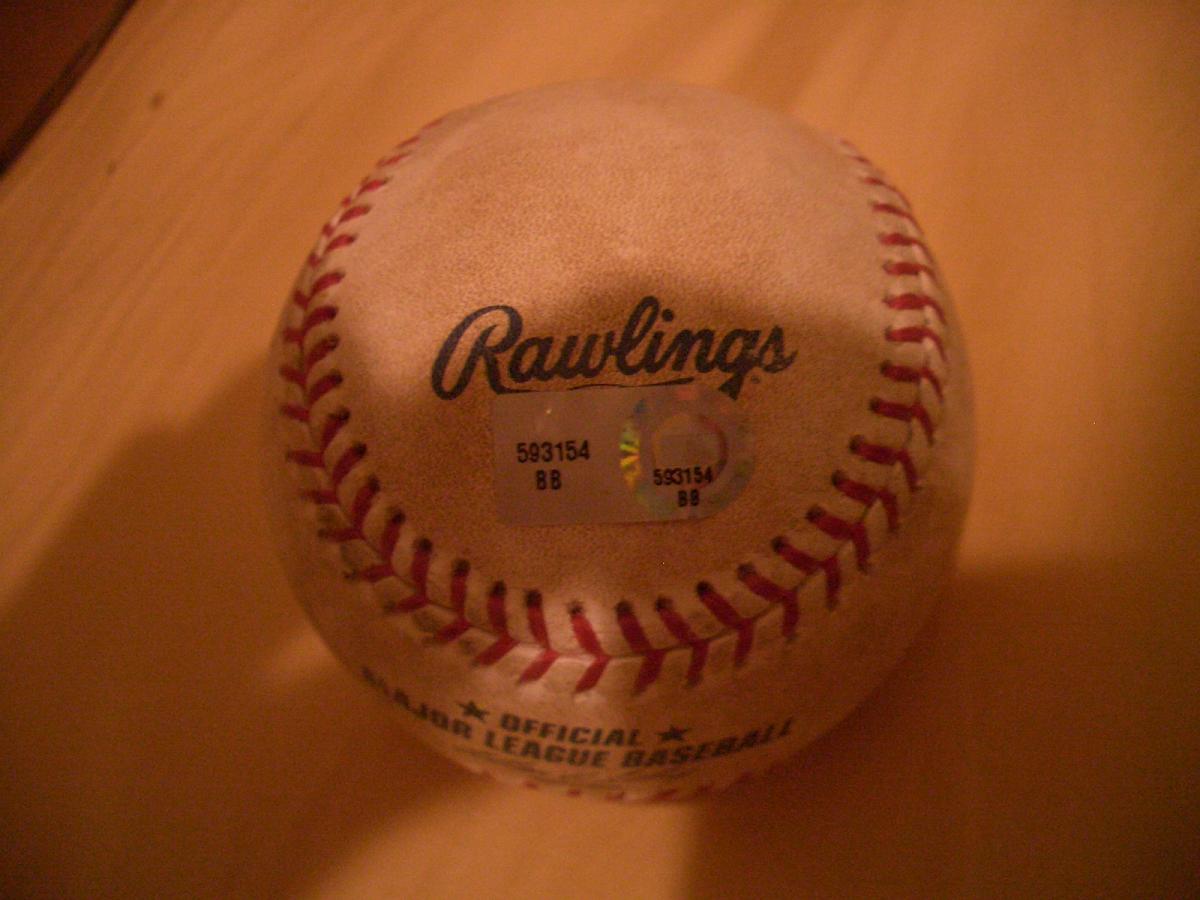 Rawlings
593154
BB
593154
BB
OFFICIAL
MAJOR LEAGUE BASEBALL